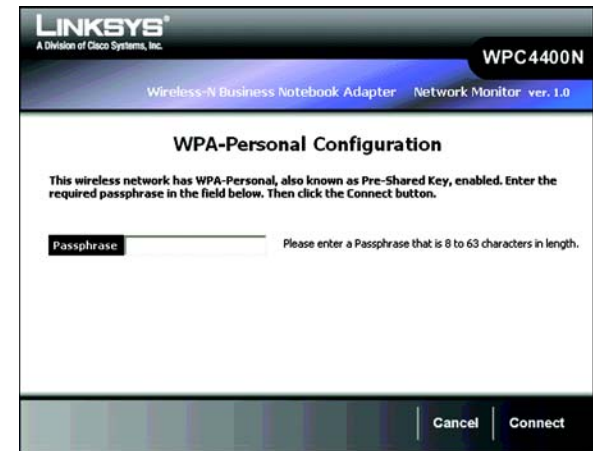 LINKSYS®
A Division of Cisco Systems, Inc.
WPC4400N
Wireless-N Business Notebook Adapter Network Monitor ver. 1.0
WPA-Personal Configuration
This wireless network has WPA-Personal, also known as Pre-Shared Key, enabled. Enter the
required passphrase in the field below. Then click the Connect button.
Passphrase Please enter a Passphrase that is 8 to 63 characters in length.
Cancel Connect